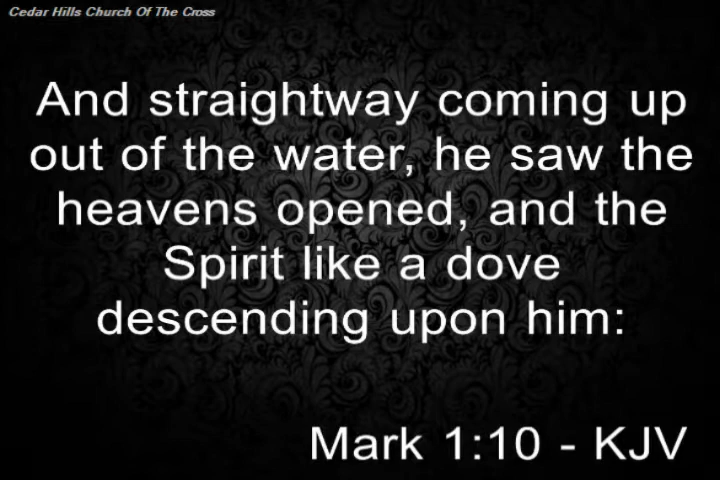 Cedar Hills Church Of The Cross
And straightway coming up
out of the water, he saw the
heavens opened, and the
Spirit like a dove
descending upon him:
Mark 1:10 - KJV